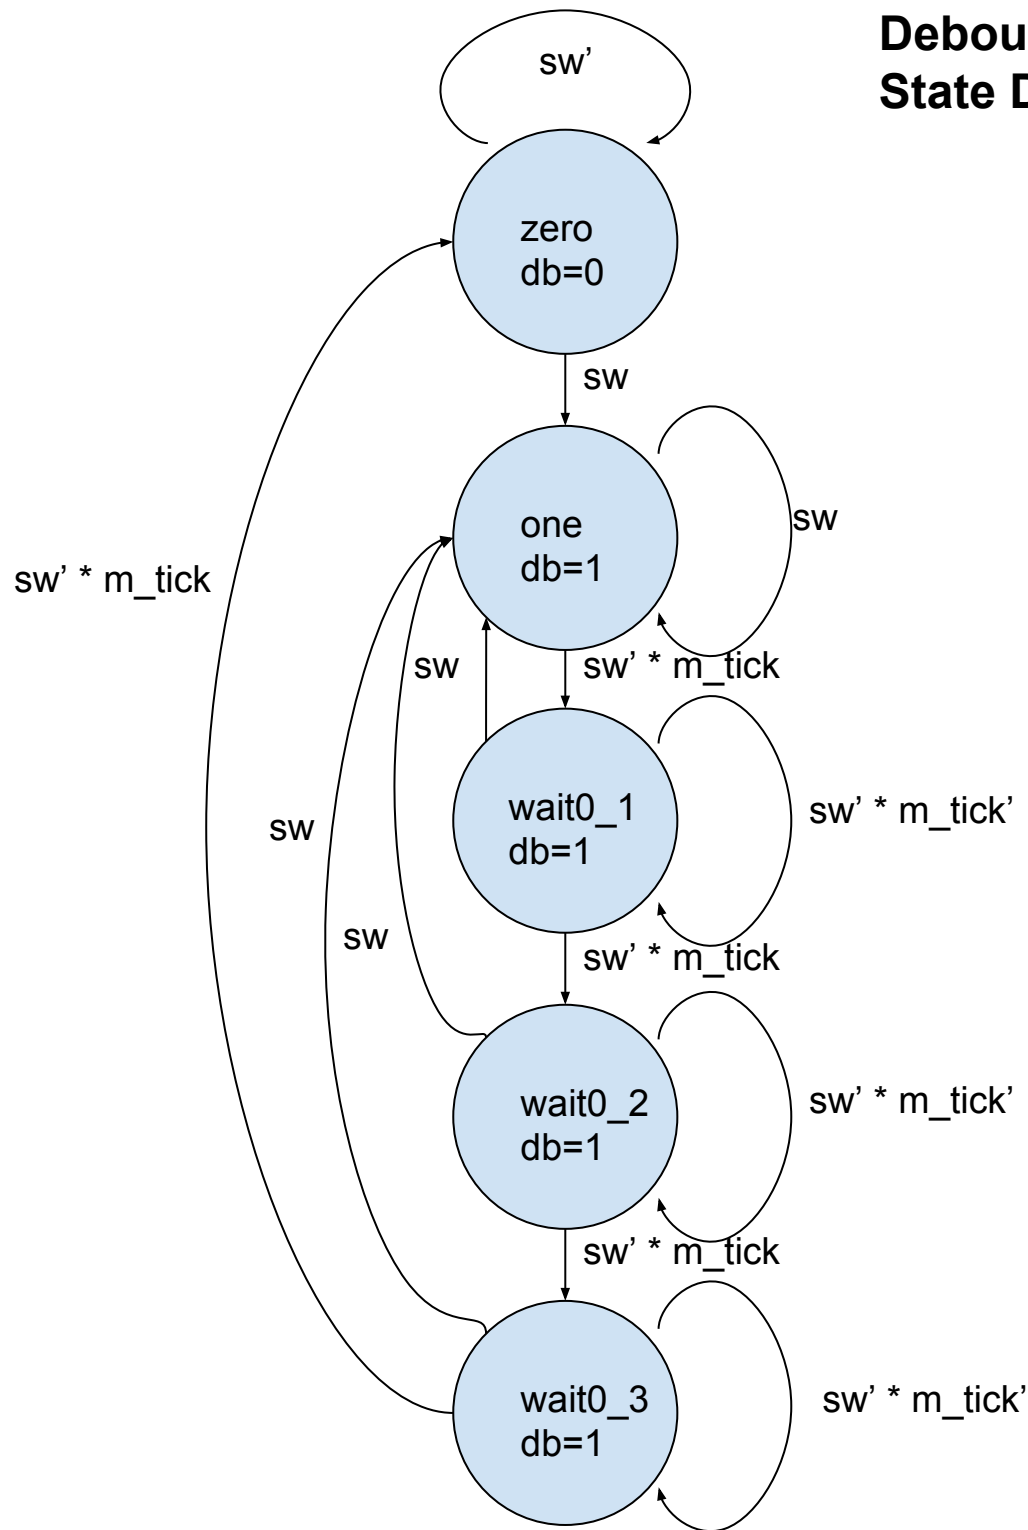 Debou
State D
sw’
zero
db=0
sw
one
db=1
sw
sw’ * m_tick
sw
sw’ * m_tick
wait0_1
db=1
sw’ * m_tick’
sw
sw
sw’ * m_tick
wait0_2
db=1
sw’ * m_tick’
sw’ * m_tick
wait0_3
db=1
sw’ * m_tick’